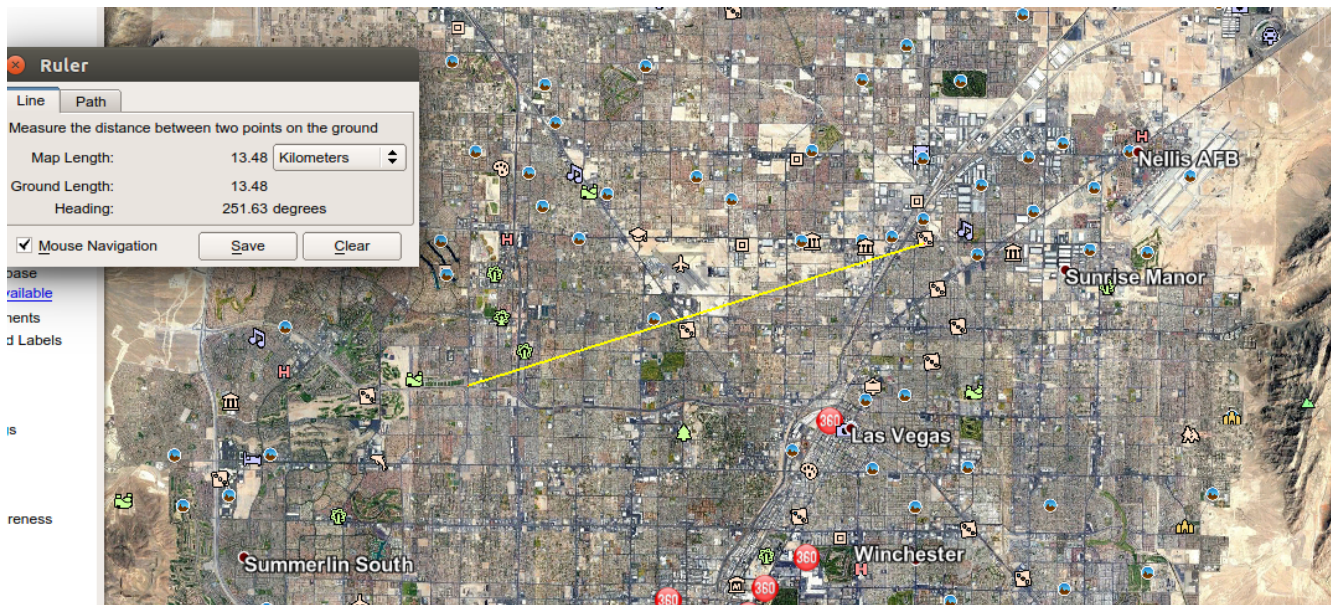 Ruler
Line Path
Measure the distance between two points on the ground
Map Length: 13.48 Kilometers
Ground Length: 13.48
Heading: 251.63 degrees
Mouse Navigation Save Clear
base
vailable
nents
d Labels
gs
reness
H
Nellis AFB
H
Sunrise Manor
H
360
Las Vegas
Summerlin South
360
Winchester
H
M
360
360